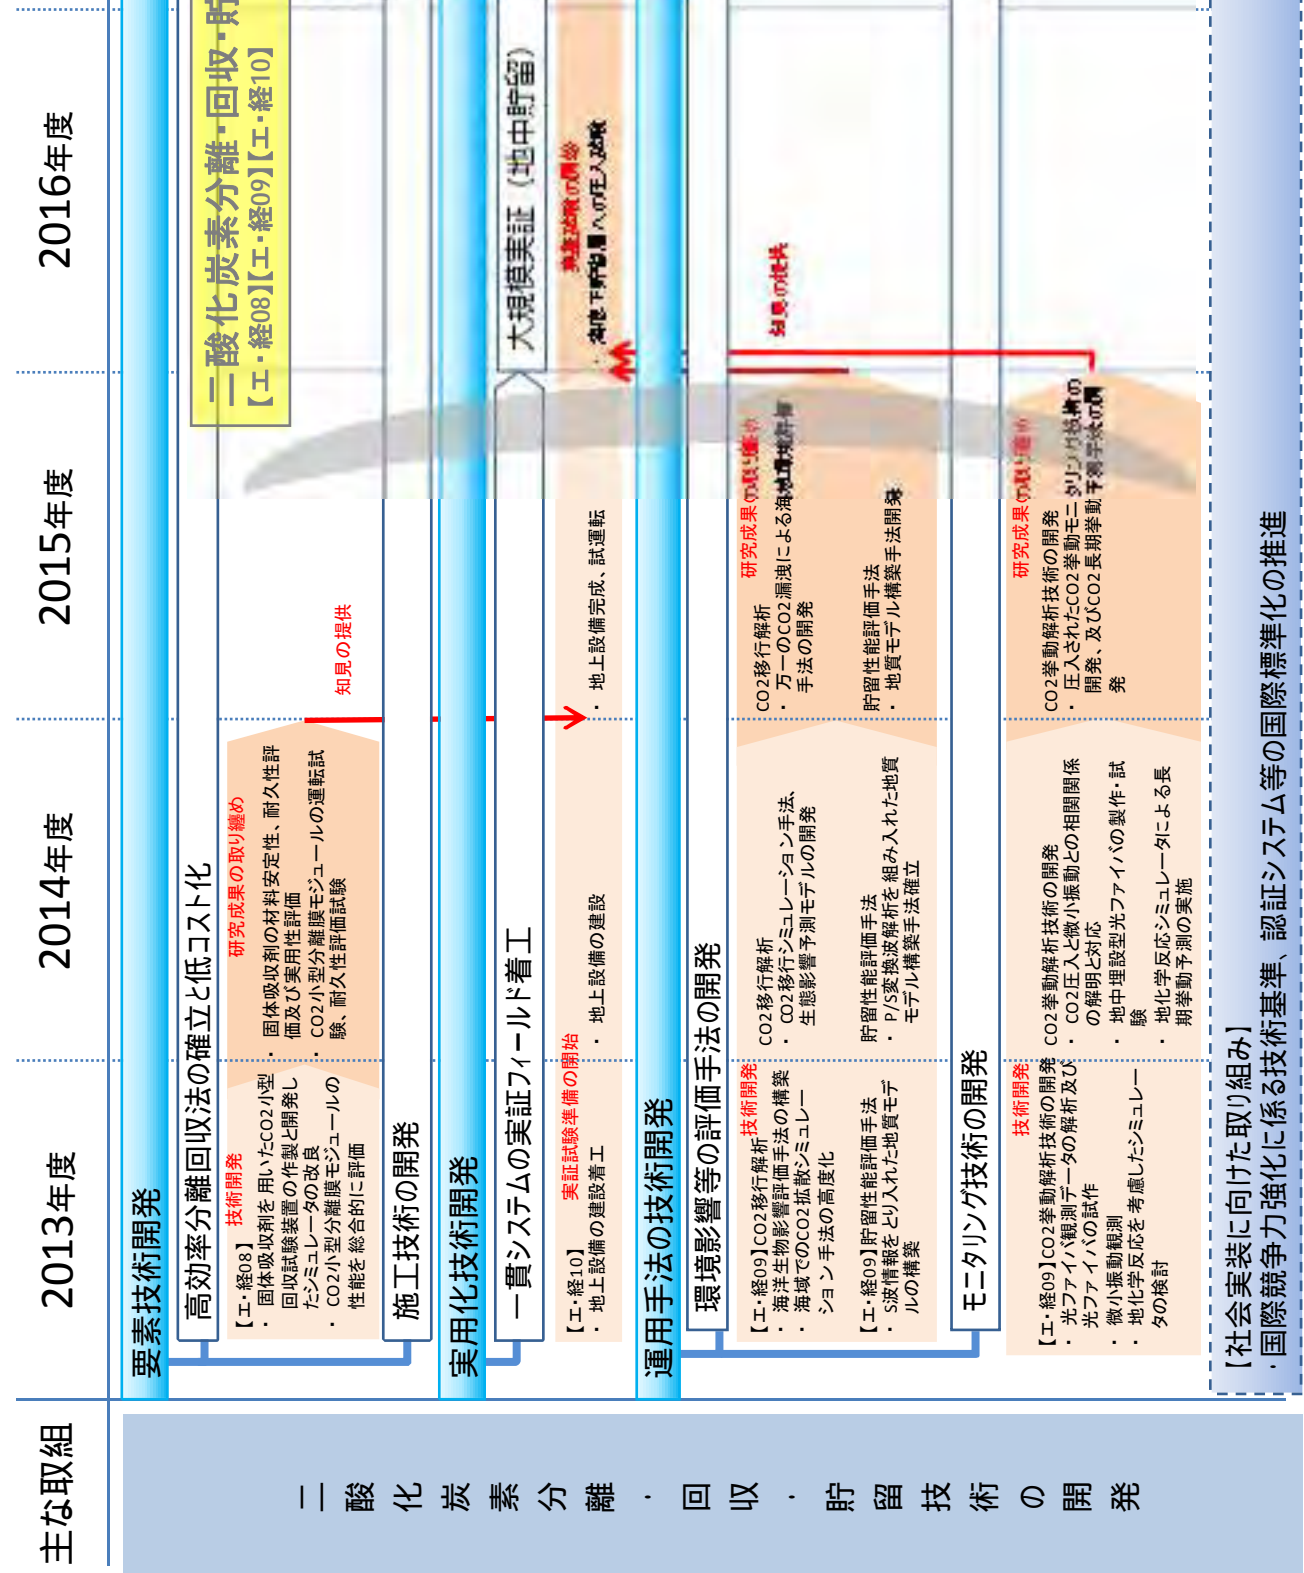 主な取組
2013年度
2014年度
2015年度
2016年度
二酸化炭素分離・回収・貯留技術の開発
要素技術開発
二酸化炭素分離・回収・貯
【エ・経08】【エ・経09】【エ・経10】
高効率分離回収法の確立と低コスト化
技術開発
【エ・経08】
・ 固体吸収剤を用いたCO2小型
回収試験装置の作製と開発し
たシミュレータの改良
・ CO2小型分離膜モジュールの
性能を総合的に評価
研究成果の取り纏め
・ 固体吸収剤の材料安定性、耐久性評
価及び実用性評価
・ CO2小型分離膜モジュールの運転試
験、耐久性評価試験
知見の提供
施工技術の開発
実用化技術開発
一貫システムの実証フィールド着工
大規模実証（地中貯留）
実証試験準備の開始
【エ・経10】
・ 地上設備の建設着工
・ 地上設備の建設
・ 地上設備完成、試運転
実証試験の開始
・ 海底下貯留層への圧入試験
運用手法の技術開発
環境影響等の評価手法の開発
技術開発
【エ・経09】CO2移行解析
・ 海洋生物影響評価手法の構築
・ 海域でのCO2拡散シミュレー
ション手法の高度化
【エ・経09】貯留性能評価手法
・ S波情報をとり入れた地質モデ
ルの構築
CO2移行解析
・ CO2移行シミュレーション手法、
生態影響予測モデルの開発
貯留性能評価手法
・ P/S変換波解析を組み入れた地質
モデル構築手法確立
研究成果の取り纏め
CO2移行解析
・ 万一のCO2漏洩による海域環境評価
手法の開発
貯留性能評価手法
・ 地質モデル構築手法開発
知見の提供
モニタリング技術の開発
技術開発
【エ・経09】CO2挙動解析技術の開発
・ 光ファイバ観測データの解析及び
光ファイバの試作
・ 微小振動観測
・ 地化学反応を考慮したシミュレー
タの検討
CO2挙動解析技術の開発
・ CO2圧入と微小振動との相関関係
の解明と対応
・ 地中埋設型光ファイバの製作・試
験
・ 地化学反応シミュレータによる長
期挙動予測の実施
研究成果の取り纏め
CO2挙動解析技術の開発
・ 圧入されたCO2挙動モニタリング技術の
開発、及びCO2長期挙動予測手法の開
発
【社会実装に向けた取り組み】
・国際競争力強化に係る技術基準、認証システム等の国際標準化の推進